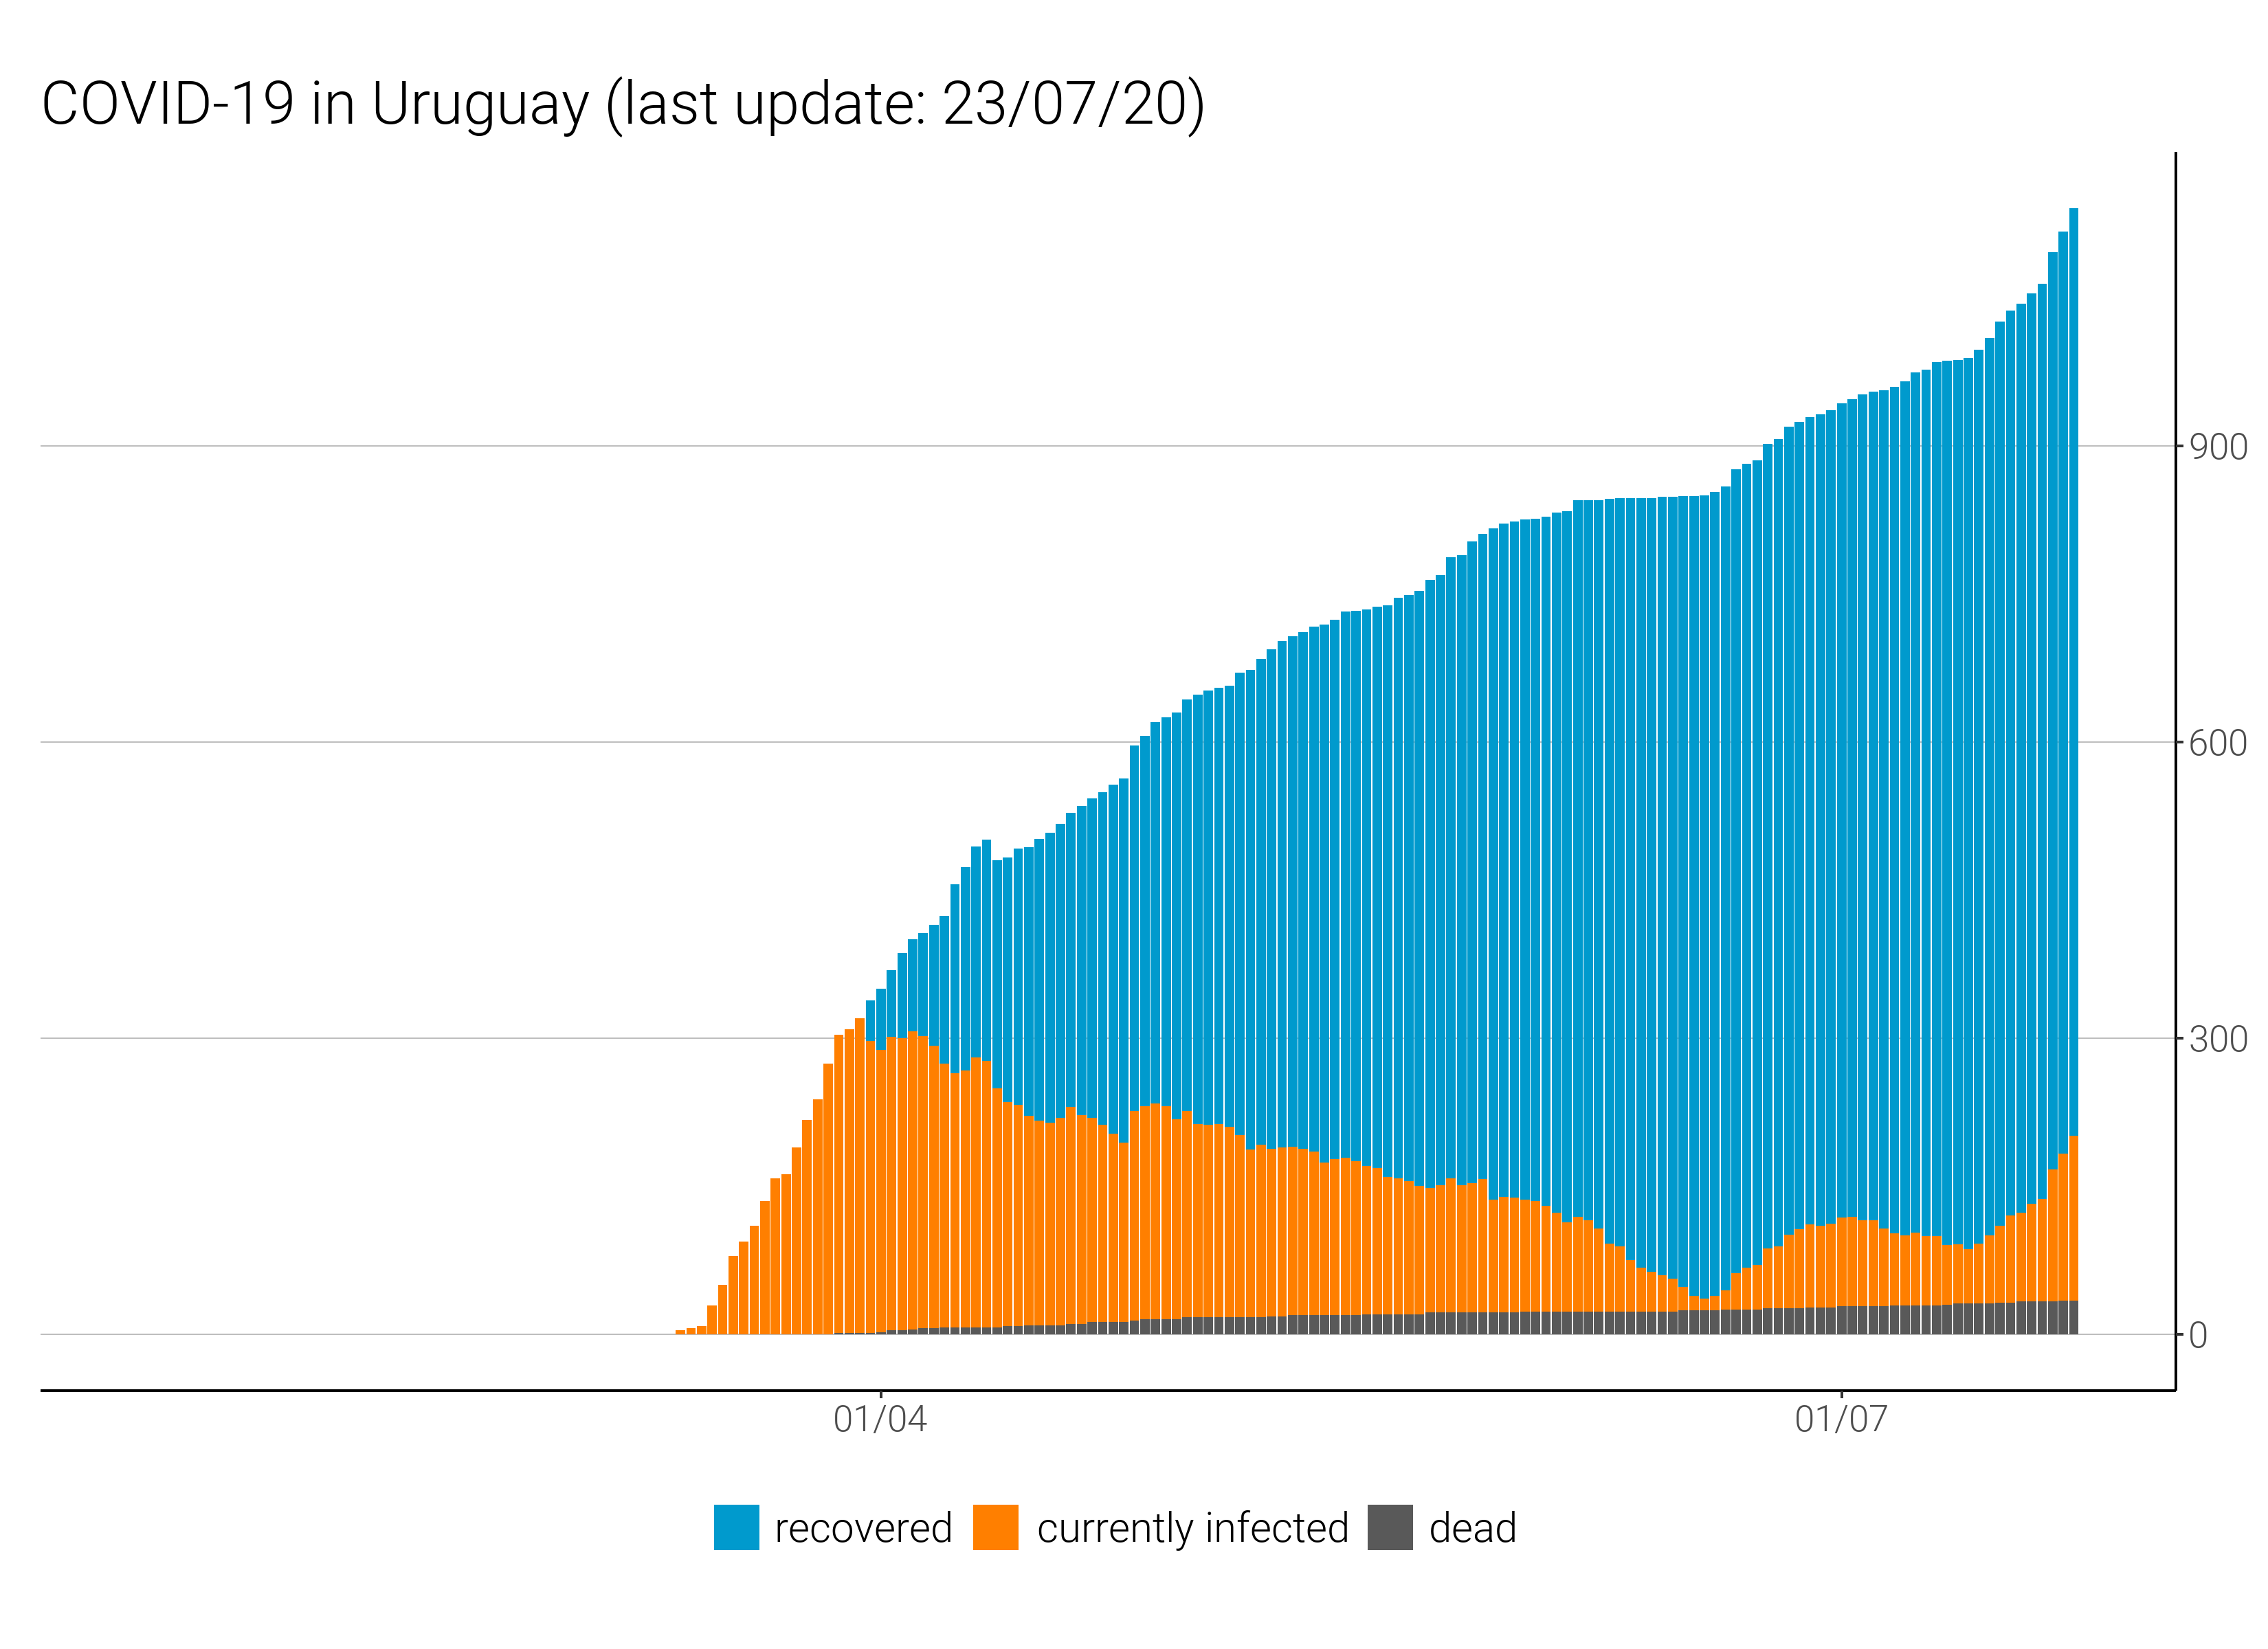 COVID-19 in Uruguay (last update: 23/07/20)
900
600
300
0
01/04 01/07
recovered currently infected dead